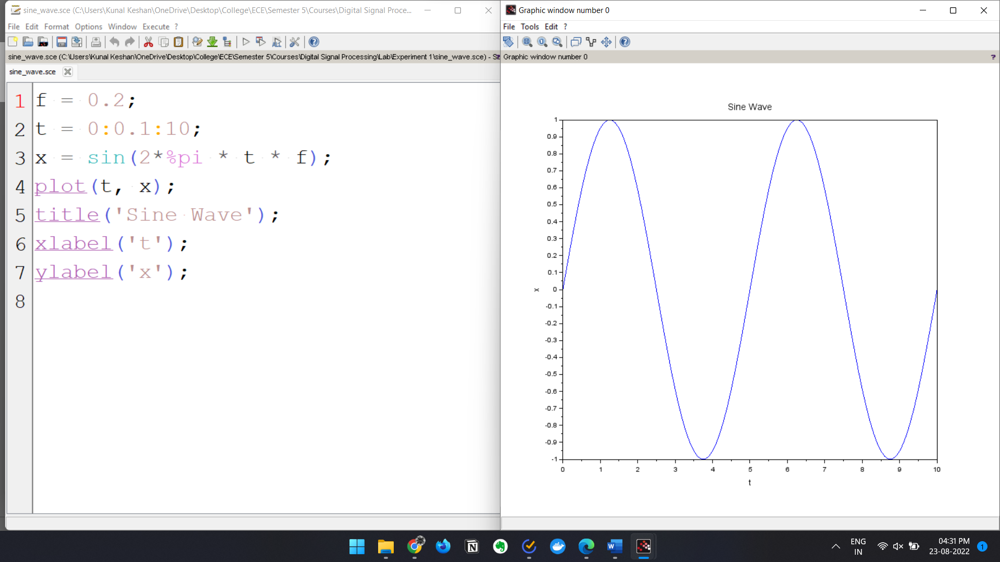 sine_wave.sce (C:\Users\Kunal Keshan\OneDrive\Desktop\College\ECE\Semester 5\Courses\Digital Signal Proce...
File Edit Format Options Window Execute ?
sine_wave.sce (C:\Users\Kunal Keshan\OneDrive\Desktop\College\ECE\Semester 5\Courses\Digital Signal Processing\Lab\Experiment 1\sine_wave.sce) -
sine_wave.sce
1 f = 0.2;
2 t = 0:0.1:10;
3 x = sin(2*%pi * t * f);
4 plot(t, x);
5 title('Sine Wave');
6 xlabel('t');
7 ylabel('x');
8
Graphic window number 0
File Tools Edit ?
Graphic window number 0 ?
Sine Wave
1
0.9
0.8
0.7
0.6
0.5
0.4
0.3
0.2
0.1
x 0
-0.1
-0.2
-0.3
-0.4
-0.5
-0.6
-0.7
-0.8
-0.9
-1
0 1 2 3 4 5 6 7 8 9 10
t
ENG
IN
04:31 PM
23-08-2022
1